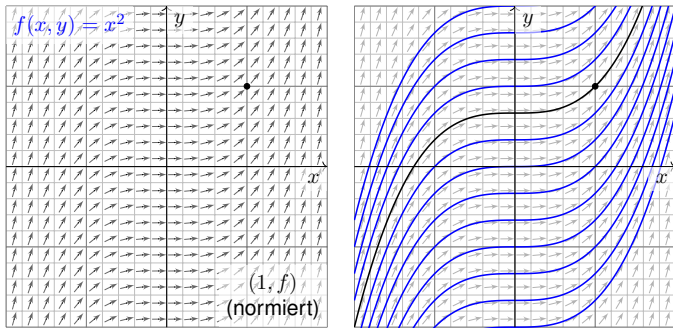 f(x, y) = x²
y
x
(1, f)
(normiert)
y
x